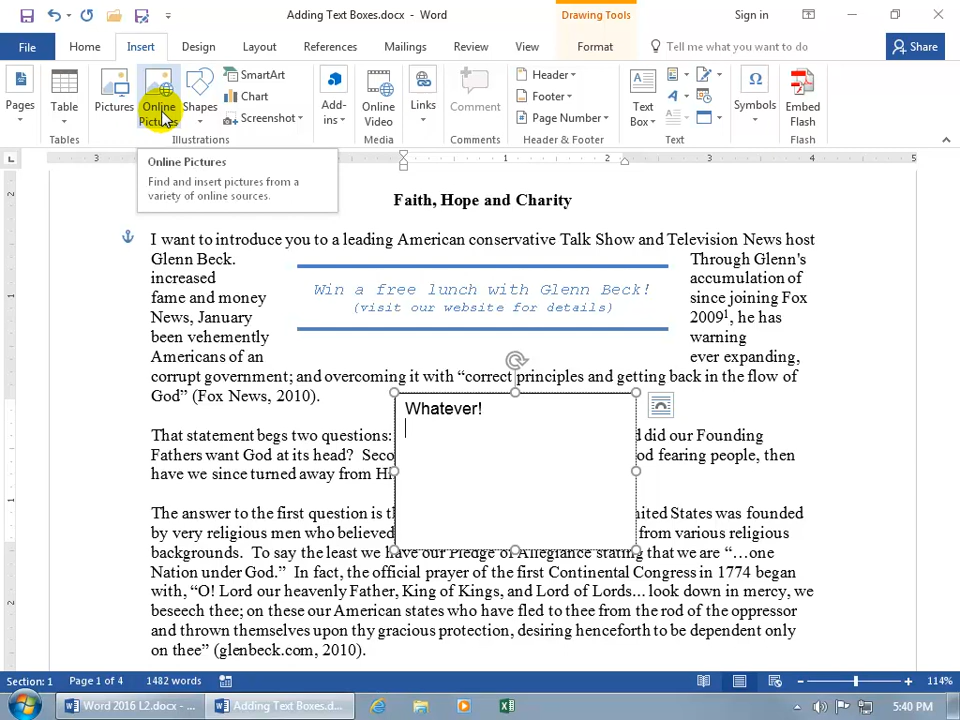 Adding Text Boxes.docx - Word
Drawing Tools
Sign in
File
Home
Insert
Design
Layout
References
Mailings
Review
View
Format
Tell me what you want to do
Share
Pages
Table
Pictures
Online Pictures
Shapes
SmartArt
Chart
Screenshot
Add-ins
Online Video
Links
Comment
Header
Footer
Page Number
Text Box
Symbols
Embed Flash
Tables
Illustrations
Media
Comments
Header & Footer
Text
Flash
Online Pictures
Find and insert pictures from a
variety of online sources.
3 1 2 3 4 5
Faith, Hope and Charity
I want to introduce you to a leading American conservative Talk Show and Television News host
Glenn Beck. Through Glenn's
increased accumulation of
fame and money since joining Fox
News, January 20091, he has
been vehemently warning
Americans of an ever expanding,
Win a free lunch with Glenn Beck!
(visit our website for details)
corrupt government; and overcoming it with “correct principles and getting back in the flow of
God” (Fox News, 2010).
Whatever!
That statement begs two questions: d did our Founding
Fathers want God at its head? Seco od fearing people, then
have we since turned away from Hi
The answer to the first question is th nited States was founded
by very religious men who believed from various religious
backgrounds. To say the least we have our Pledge of Allegiance stating that we are “…one
Nation under God.” In fact, the official prayer of the first Continental Congress in 1774 began
with, “O! Lord our heavenly Father, King of Kings, and Lord of Lords... look down in mercy, we
beseech thee; on these our American states who have fled to thee from the rod of the oppressor
and thrown themselves upon thy gracious protection, desiring henceforth to be dependent only
on thee” (glenbeck.com, 2010).
2
1
1
2
Section: 1 Page 1 of 4 1482 words 114%
Word 2016 L2.docx - ...
Adding Text Boxes.d...
5:40 PM